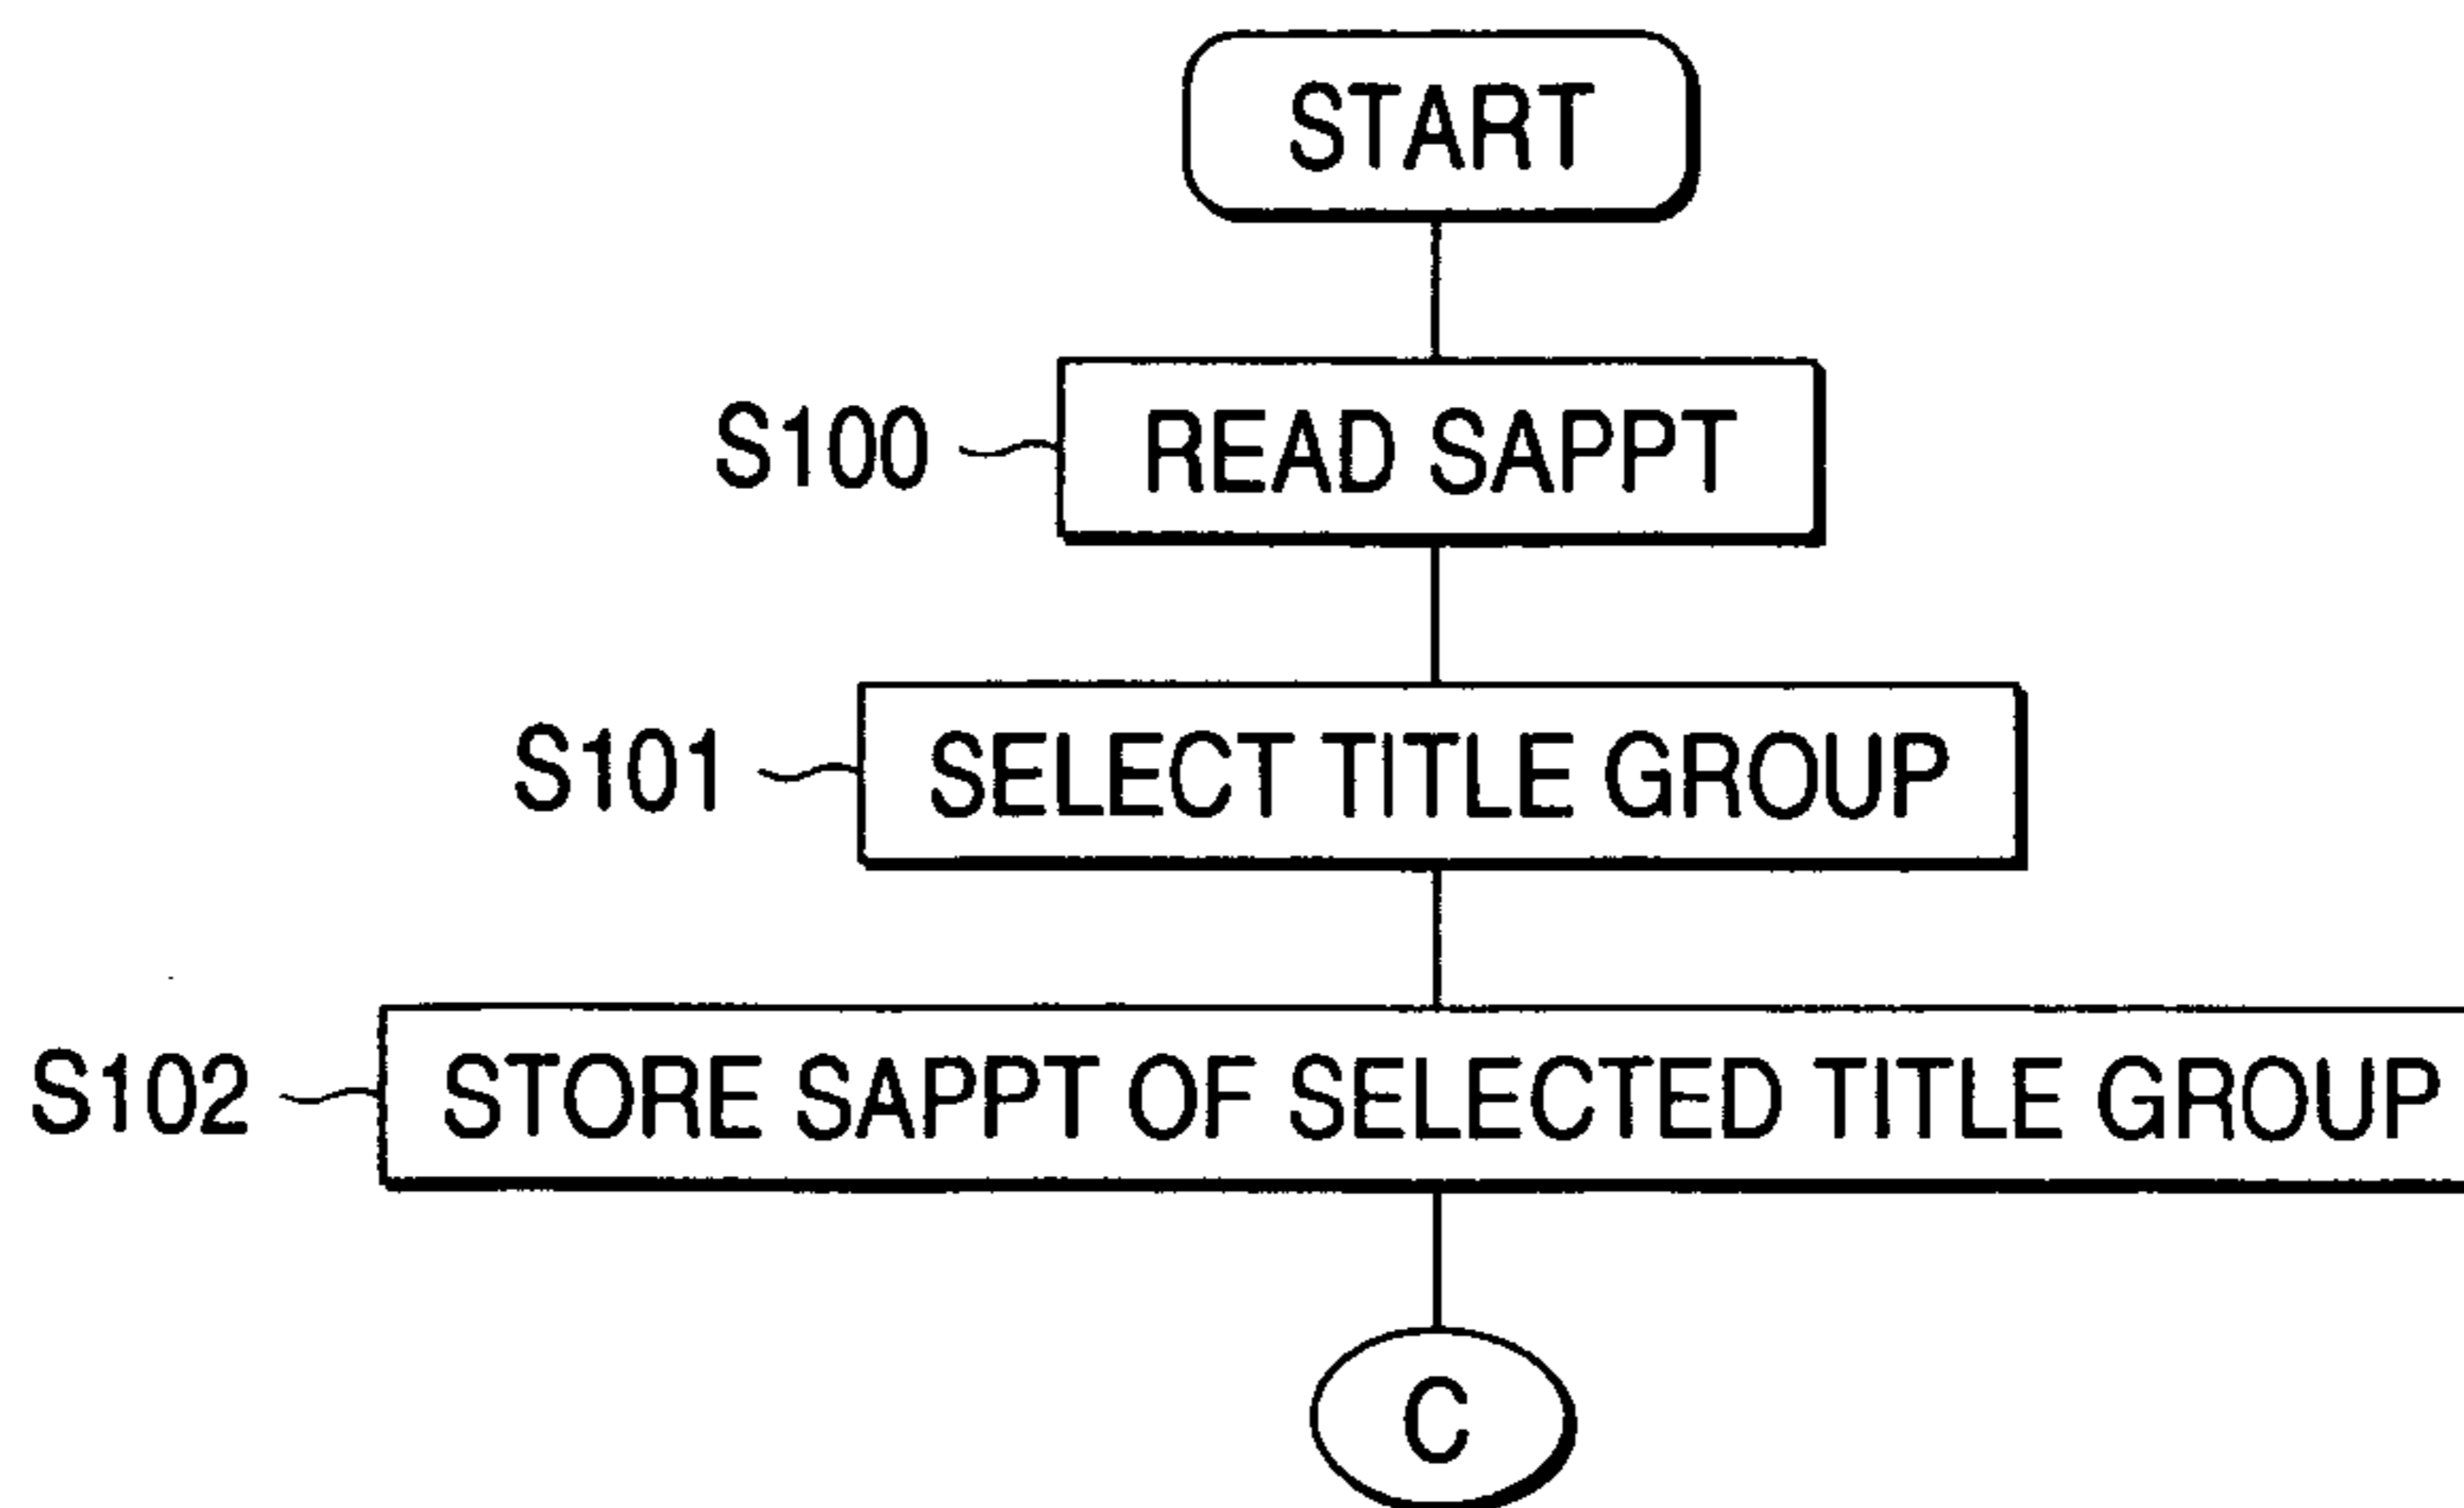 START
S100 READ SAPPT
S101 SELECT TITLE GROUP
S102 STORE SAPPT OF SELECTED TITLE GROUP
C